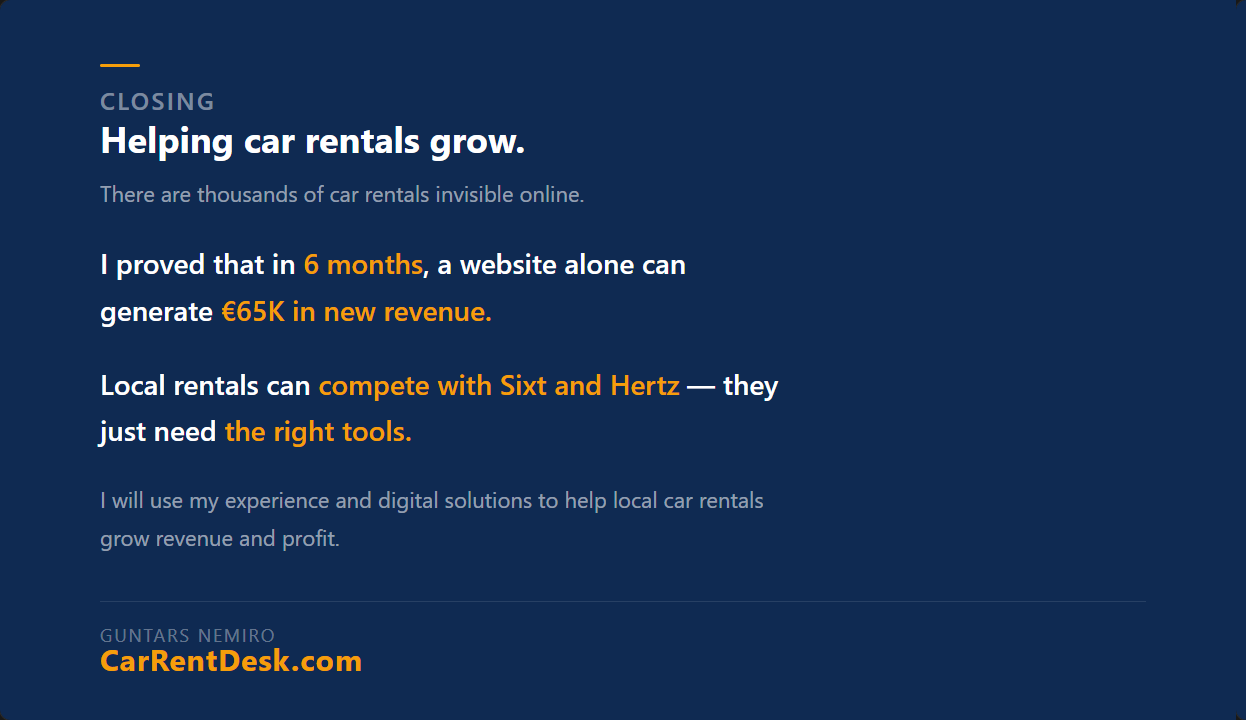 CLOSING
Helping car rentals grow.
There are thousands of car rentals invisible online.
I proved that in 6 months, a website alone can
generate €65K in new revenue.
Local rentals can compete with Sixt and Hertz — they
just need the right tools.
I will use my experience and digital solutions to help local car rentals
grow revenue and profit.
GUNTARS NEMIRO
CarRentDesk.com